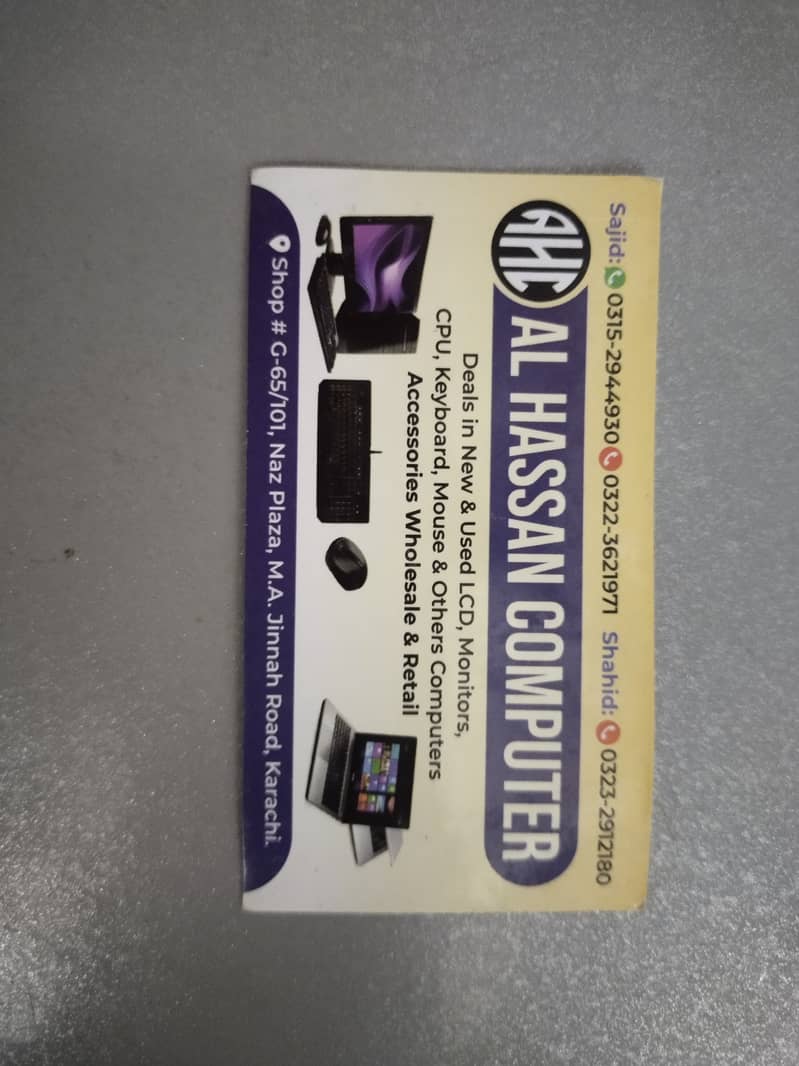 Sajid: 0315-2944930 0322-3621971 Shahid: 0323-2912180
AHC AL HASSAN COMPUTER
Deals in New & Used LCD, Monitors,
CPU, Keyboard, Mouse & Others Computers
Accessories Wholesale & Retail
Shop # G-65/101, Naz Plaza, M.A. Jinnah Road, Karachi.